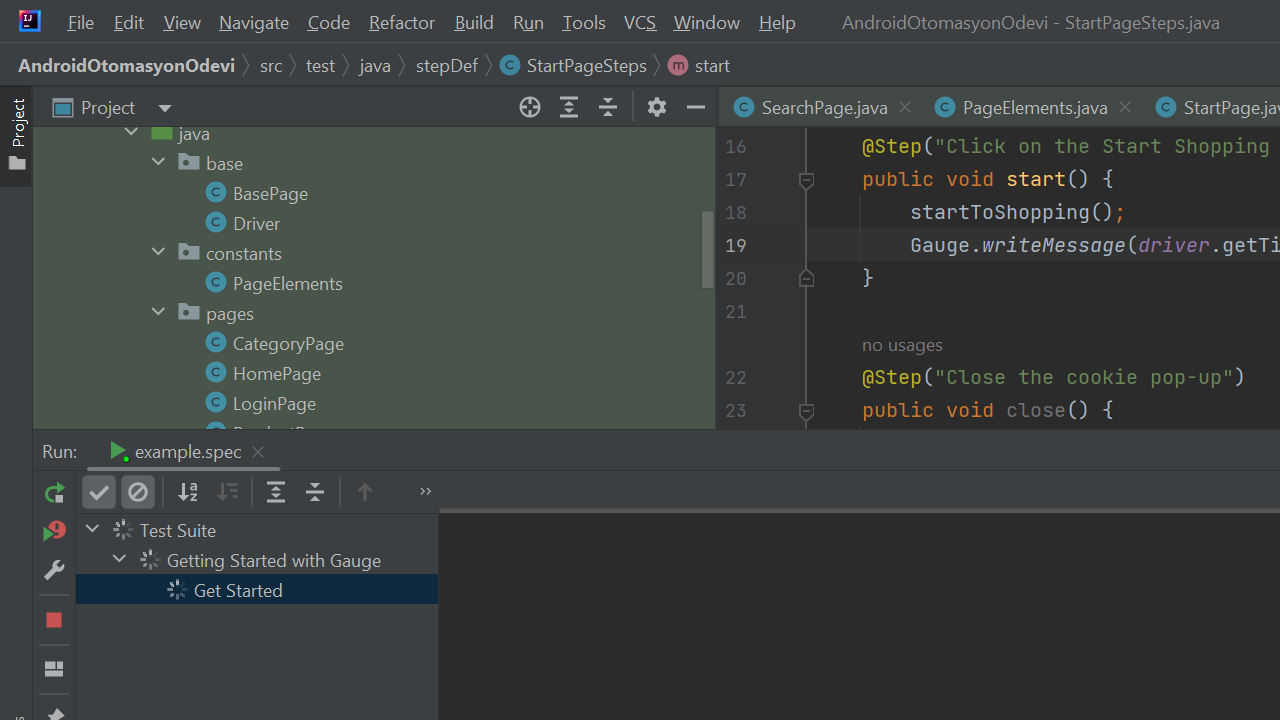 File Edit View Navigate Code Refactor Build Run Tools VCS Window Help AndroidOtomasyonOdevi - StartPageSteps.java
AndroidOtomasyonOdevi src test java stepDef StartPageSteps start
Project
Project
java
base
BasePage
Driver
constants
PageElements
pages
CategoryPage
HomePage
LoginPage
SearchPage.java PageElements.java StartPage.jav
16 @Step("Click on the Start Shopping
17 public void start() {
18 startToShopping();
19 Gauge.writeMessage(driver.getTi
20 }
21
no usages
22 @Step("Close the cookie pop-up")
23 public void close() {
Run: example.spec
Test Suite
Getting Started with Gauge
Get Started